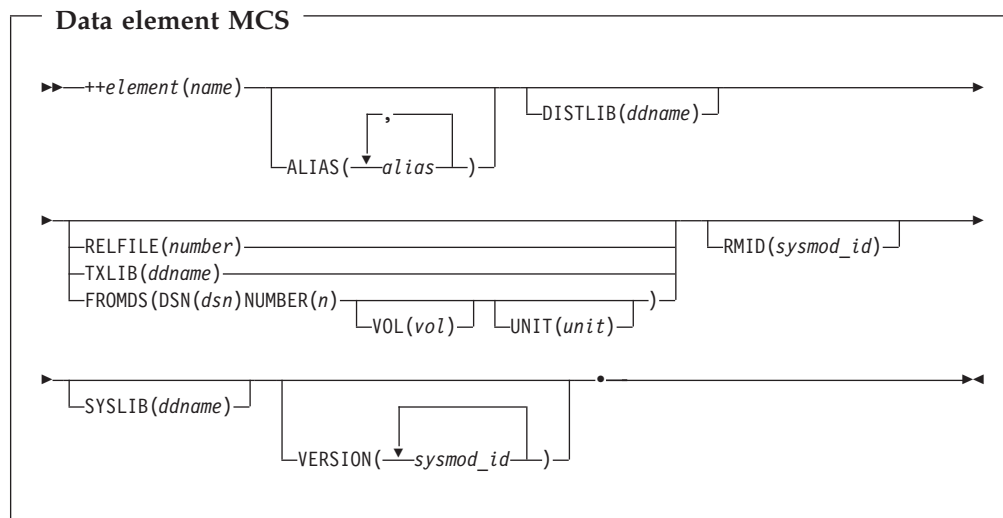 Data element MCS
++element(name)
ALIAS( , alias )
DISTLIB(ddname)
RELFILE(number)
TXLIB(ddname)
FROMDS(DSN(dsn)NUMBER(n) VOL(vol) UNIT(unit) )
RMID(sysmod_id)
SYSLIB(ddname)
VERSION( sysmod_id )
.